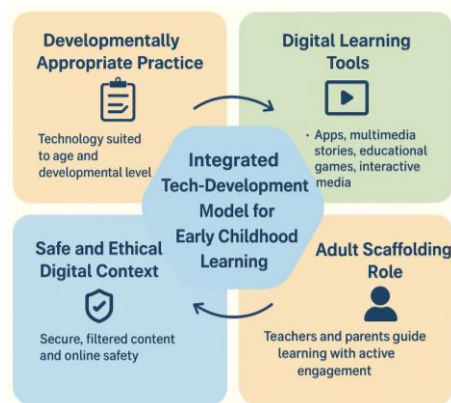 Developmentally
Appropriate Practice
Technology suited
to age and
developmental level
Digital Learning
Tools
· Apps, multimedia
stories, educational
games, interactive
media
Integrated
Tech-Development
Model for
Early Childhood
Learning
Safe and Ethical
Digital Context
Secure, filtered content
and online safety
Adult Scaffolding
Role
Teachers and parents guide
learning with active
engagement